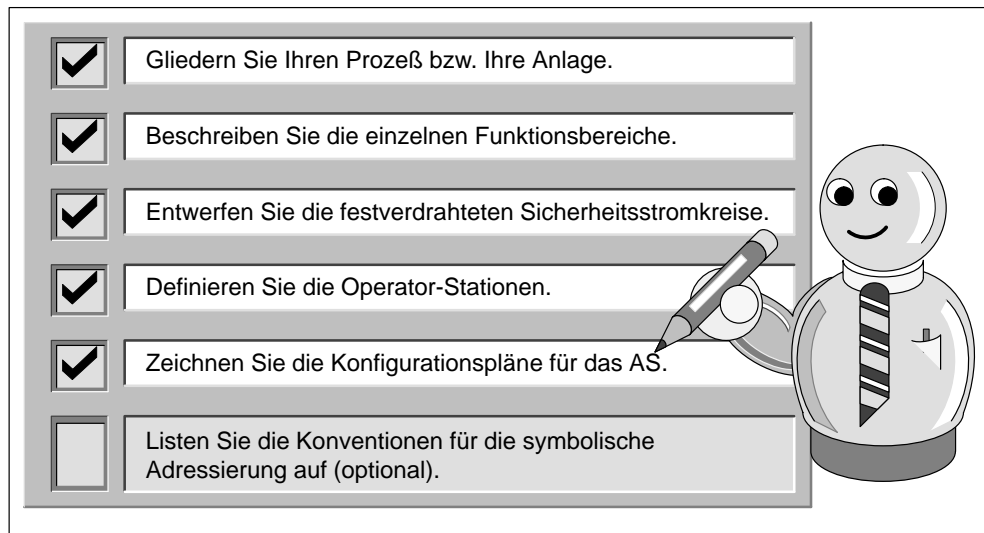 Gliedern Sie Ihren Prozeß bzw. Ihre Anlage.
Beschreiben Sie die einzelnen Funktionsbereiche.
Entwerfen Sie die festverdrahteten Sicherheitsstromkreise.
Definieren Sie die Operator-Stationen.
Zeichnen Sie die Konfigurationspläne für das AS.
Listen Sie die Konventionen für die symbolische
Adressierung auf (optional).